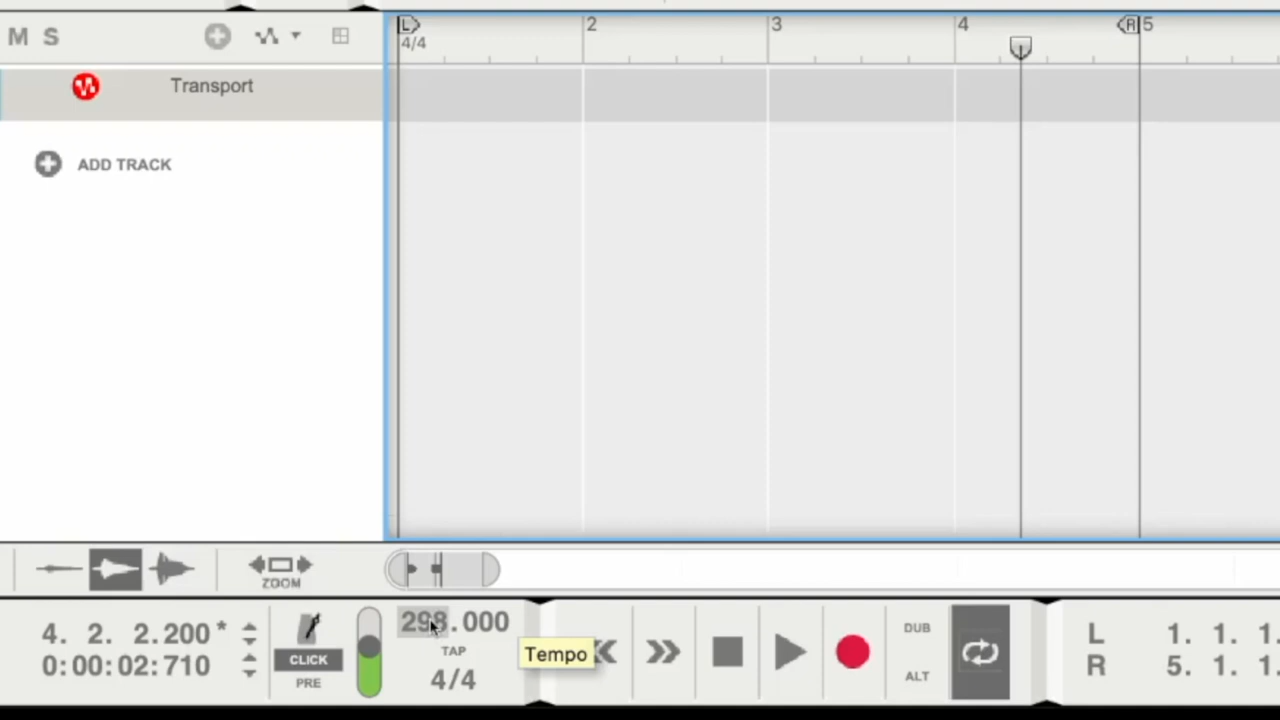 M S
L 2 3 4 R 5
4/4
Transport
ADD TRACK
ZOOM
4. 2. 2.200 *
0:00:02:710
CLICK
PRE
298.000
TAP
4/4
Tempo
DUB
ALT
L 1. 1. 1.
R 5. 1. 1.